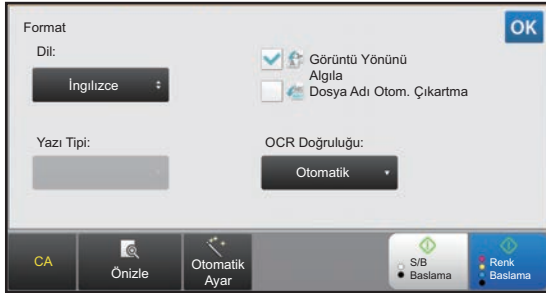 Format
OK
Dil:
İngılızce
Görüntü Yönünü
Algıla
Dosya Adı Otom. Çıkartma
Yazı Tipi:
OCR Doğruluğu:
Otomatik
CA
Önizle
Otomatik
Ayar
S/B
Baslama
Renk
Baslama